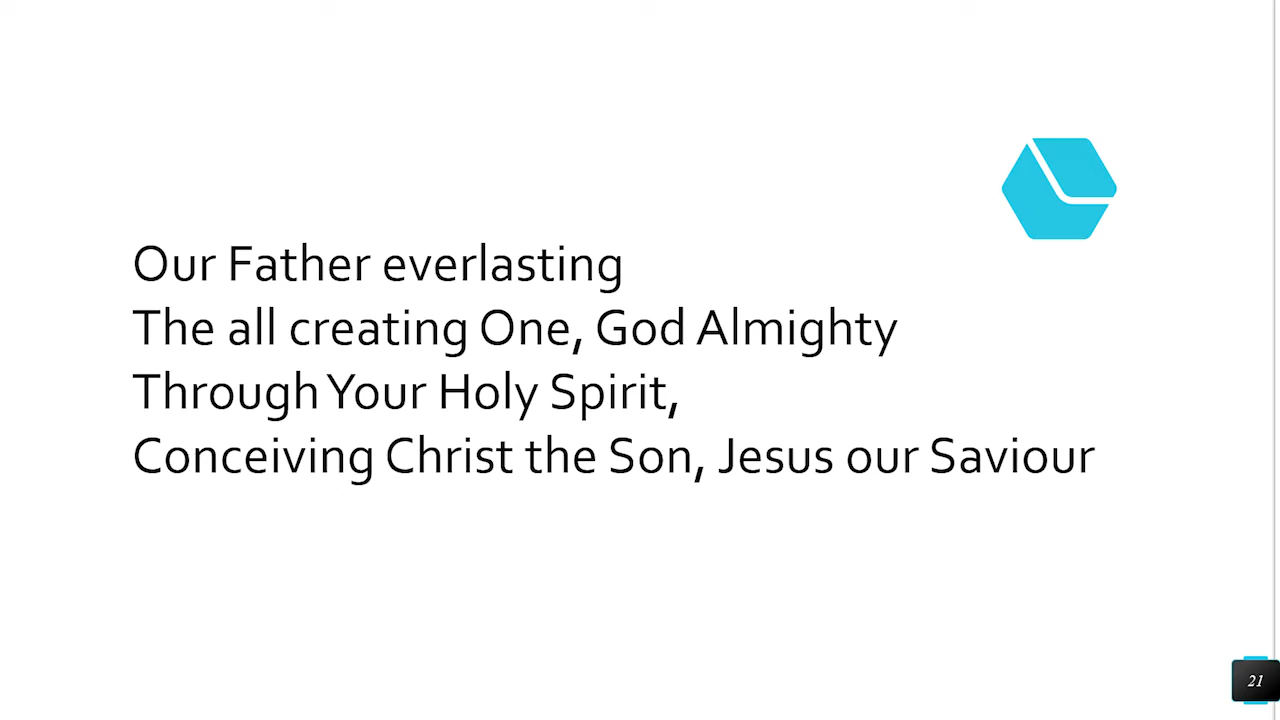 Our Father everlasting
The all creating One, God Almighty
Through Your Holy Spirit,
Conceiving Christ the Son, Jesus our Saviour
21